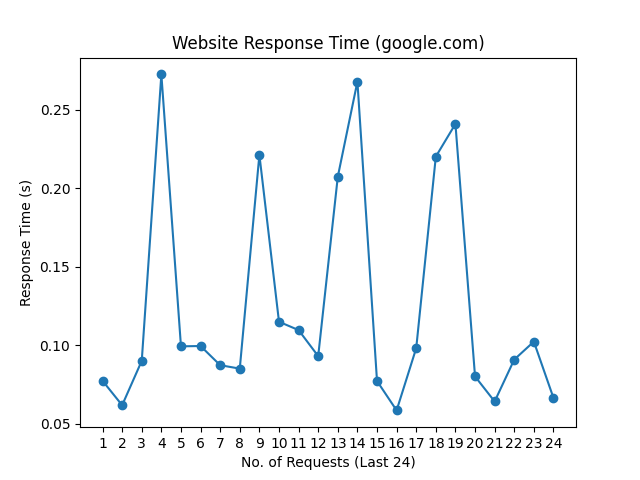 Website Response Time (google.com)
Response Time (s)
0.25
0.20
0.15
0.10
0.05
1 2 3 4 5 6 7 8 9 10 11 12 13 14 15 16 17 18 19 20 21 22 23 24
No. of Requests (Last 24)